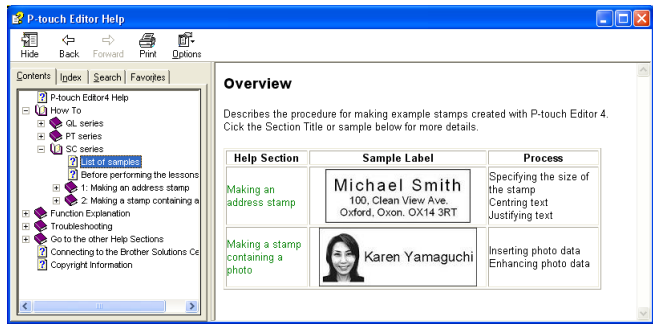 P-touch Editor Help
Hide Back Forward Print Options
Contents Index Search Favorites
P-touch Editor4 Help
How To
QL series
PT series
SC series
List of samples
Before performing the lessons
1: Making an address stamp
2: Making a stamp containing a
Function Explanation
Troubleshooting
Go to the other Help Sections
Connecting to the Brother Solutions Ce
Copyright Information
Overview
Describes the procedure for making example stamps created with P-touch Editor 4.
Cick the Section Title or sample below for more details.
Help Section Sample Label Process
Making an
address stamp
Michael Smith
100, Clean View Ave.
Oxford, Oxon. OX14 3RT
Specifying the size of
the stamp
Centring text
Justifying text
Making a stamp
containing a
photo
Karen Yamaguchi
Inserting photo data
Enhancing photo data